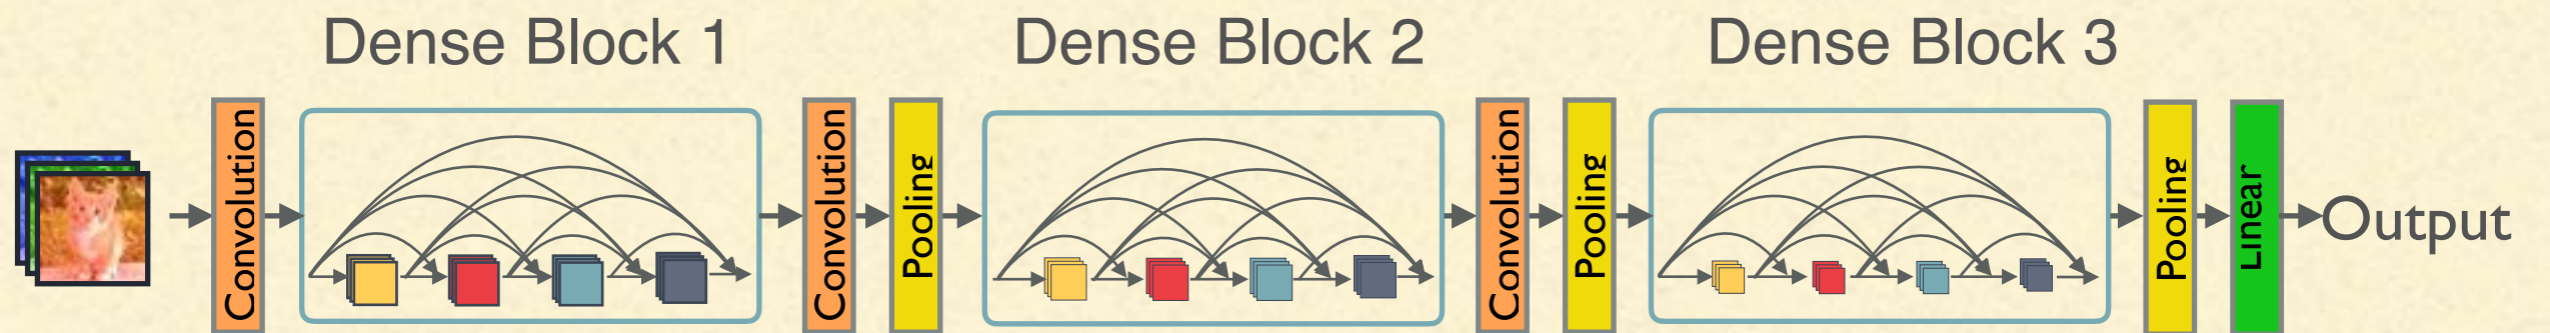 Dense Block 1
Dense Block 2
Dense Block 3
Convolution
Convolution
Pooling
Convolution
Pooling
Pooling
Linear
Output